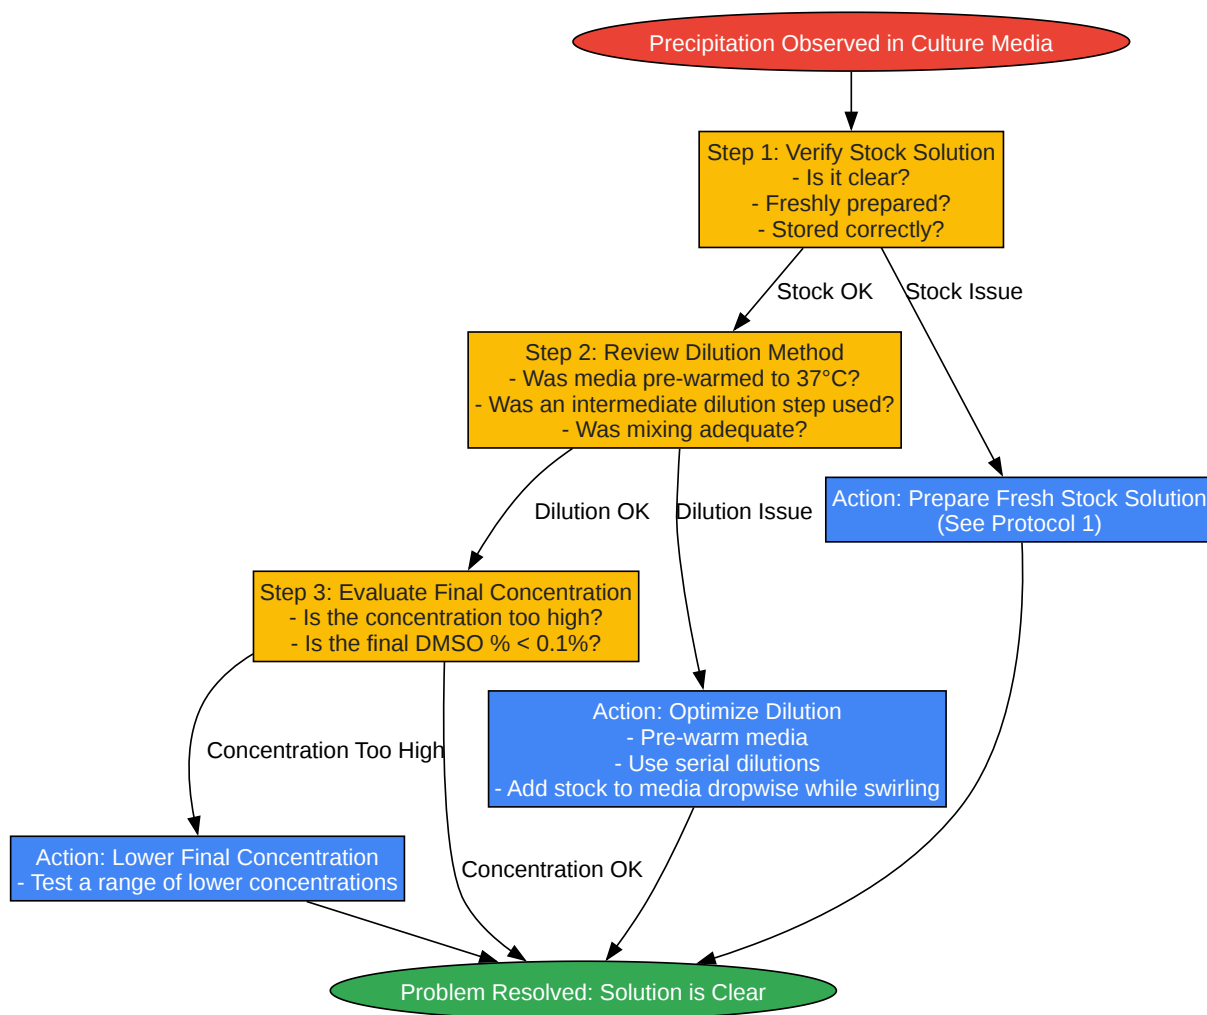 Precipitation Observed in Culture Media
Step 1: Verify Stock Solution
- Is it clear?
- Freshly prepared?
- Stored correctly?
Stock OK
Stock Issue
Step 2: Review Dilution Method
- Was media pre-warmed to 37°C?
- Was an intermediate dilution step used?
- Was mixing adequate?
Action: Prepare Fresh Stock Solution
(See Protocol 1)
Dilution OK
Dilution Issue
Step 3: Evaluate Final Concentration
- Is the concentration too high?
- Is the final DMSO % < 0.1%?
Action: Optimize Dilution
- Pre-warm media
- Use serial dilutions
- Add stock to media dropwise while swirling
Concentration Too High
Action: Lower Final Concentration
- Test a range of lower concentrations
Concentration OK
Problem Resolved: Solution is Clear